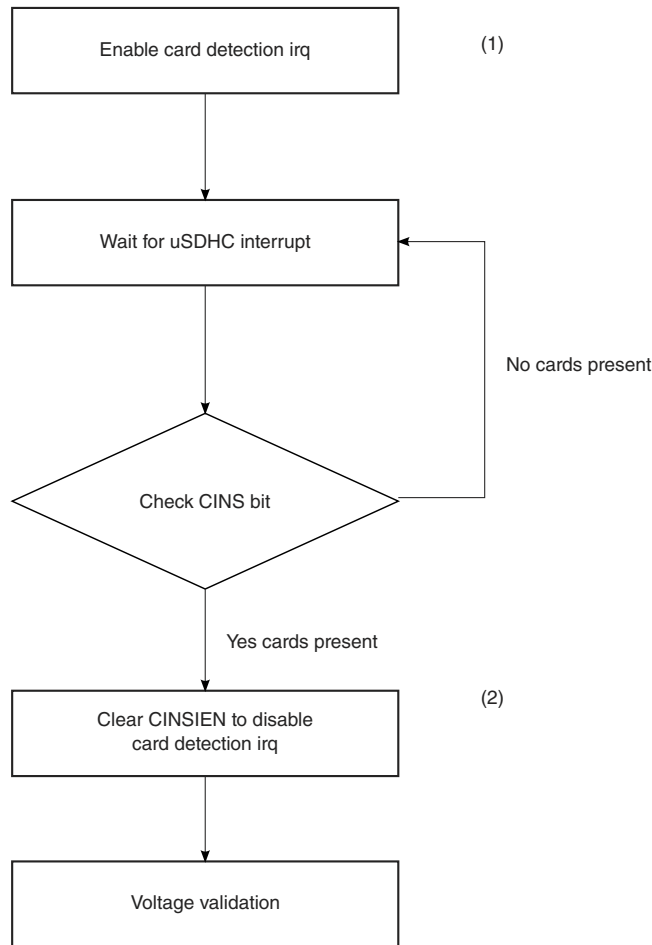 Enable card detection irq
(1)
Wait for uSDHC interrupt
No cards present
Check CINS bit
Yes cards present
Clear CINSIEN to disable
card detection irq
(2)
Voltage validation